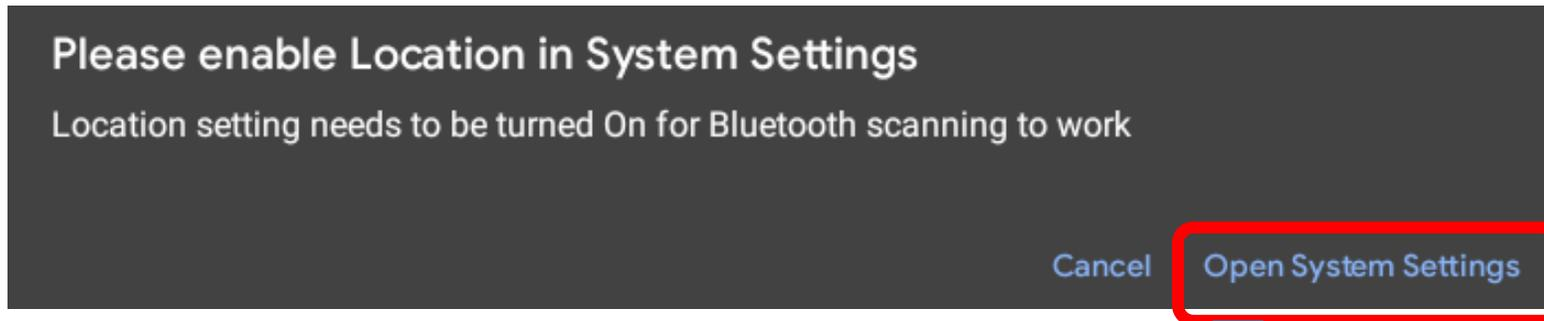 Please enable Location in System Settings
Location setting needs to be turned On for Bluetooth scanning to work
Cancel Open System Settings